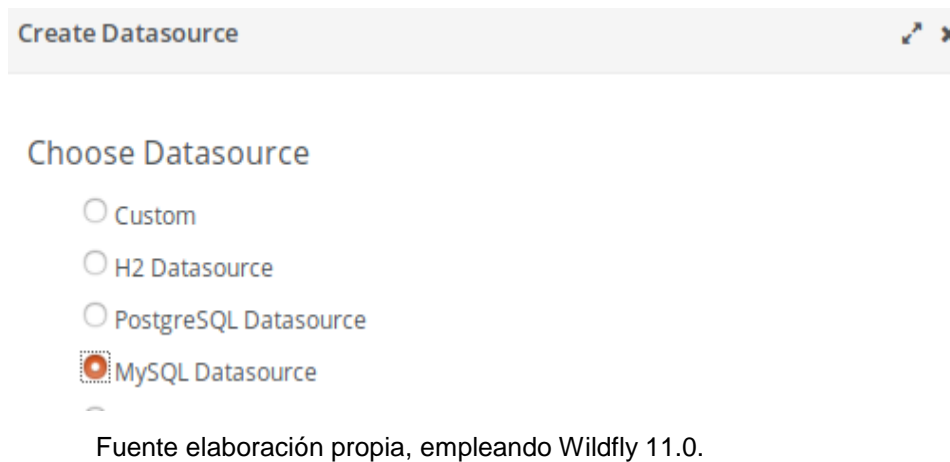 Create Datasource
Choose Datasource
Custom
H2 Datasource
PostgreSQL Datasource
MySQL Datasource
Fuente elaboración propia, empleando Wildfly 11.0.